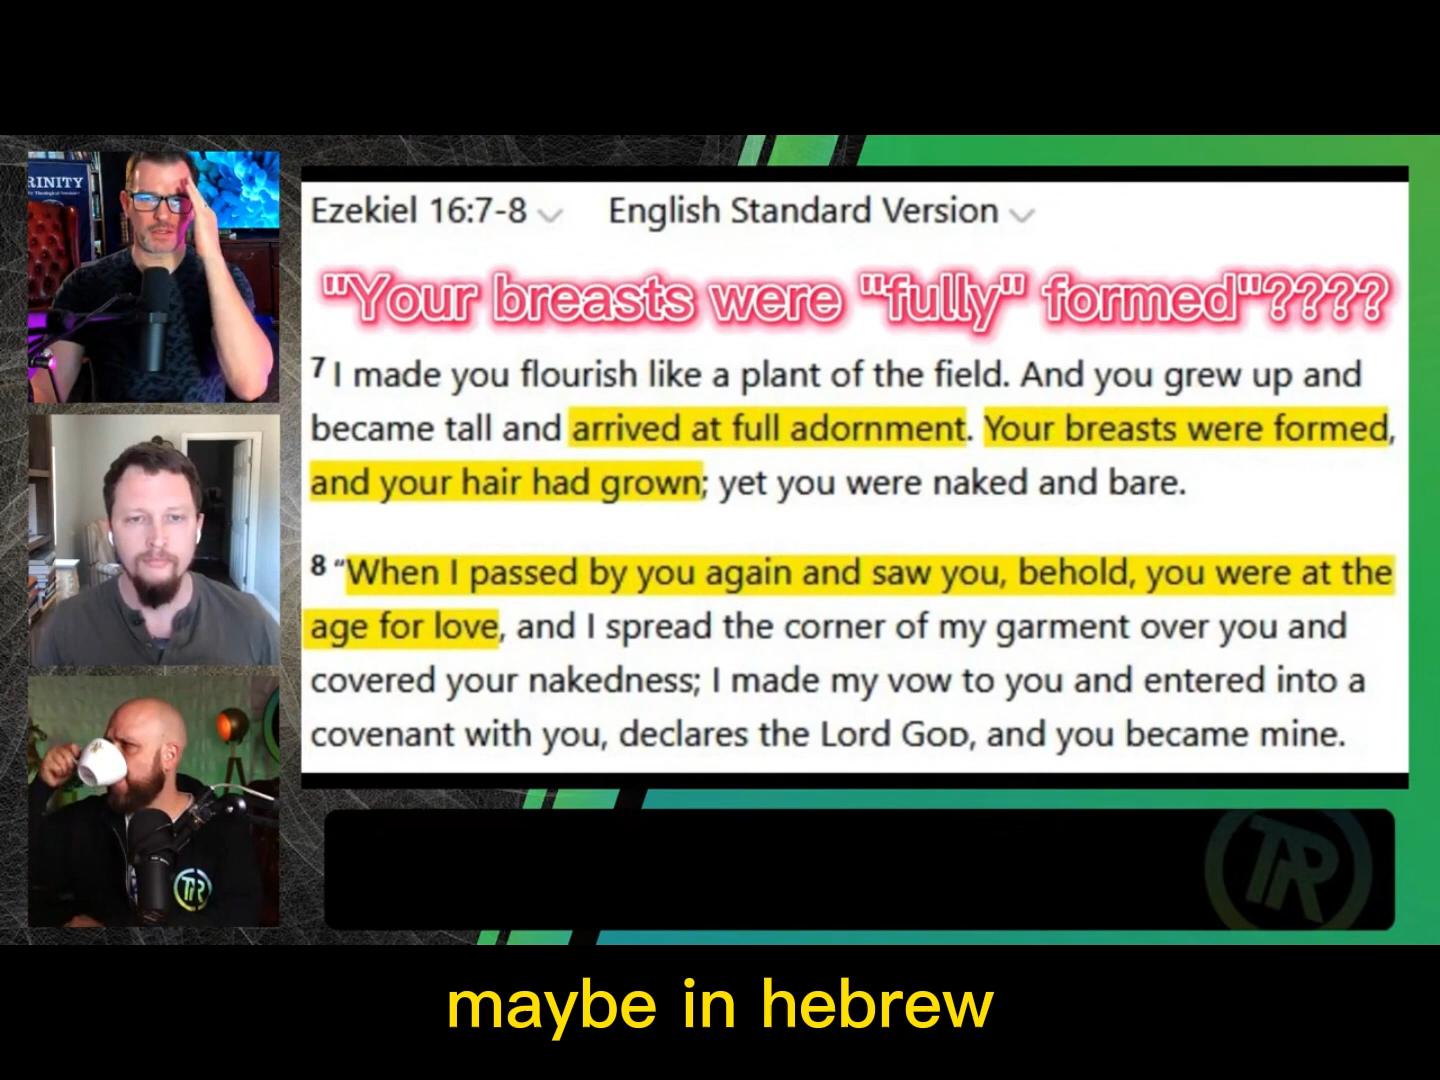 RINITY
Ezekiel 16:7-8 English Standard Version
"Your breasts were "fully" formed"????
7 I made you flourish like a plant of the field. And you grew up and
became tall and arrived at full adornment. Your breasts were formed,
and your hair had grown; yet you were naked and bare.
8 “When I passed by you again and saw you, behold, you were at the
age for love, and I spread the corner of my garment over you and
covered your nakedness; I made my vow to you and entered into a
covenant with you, declares the Lord GOD, and you became mine.
TR
TR
maybe in hebrew